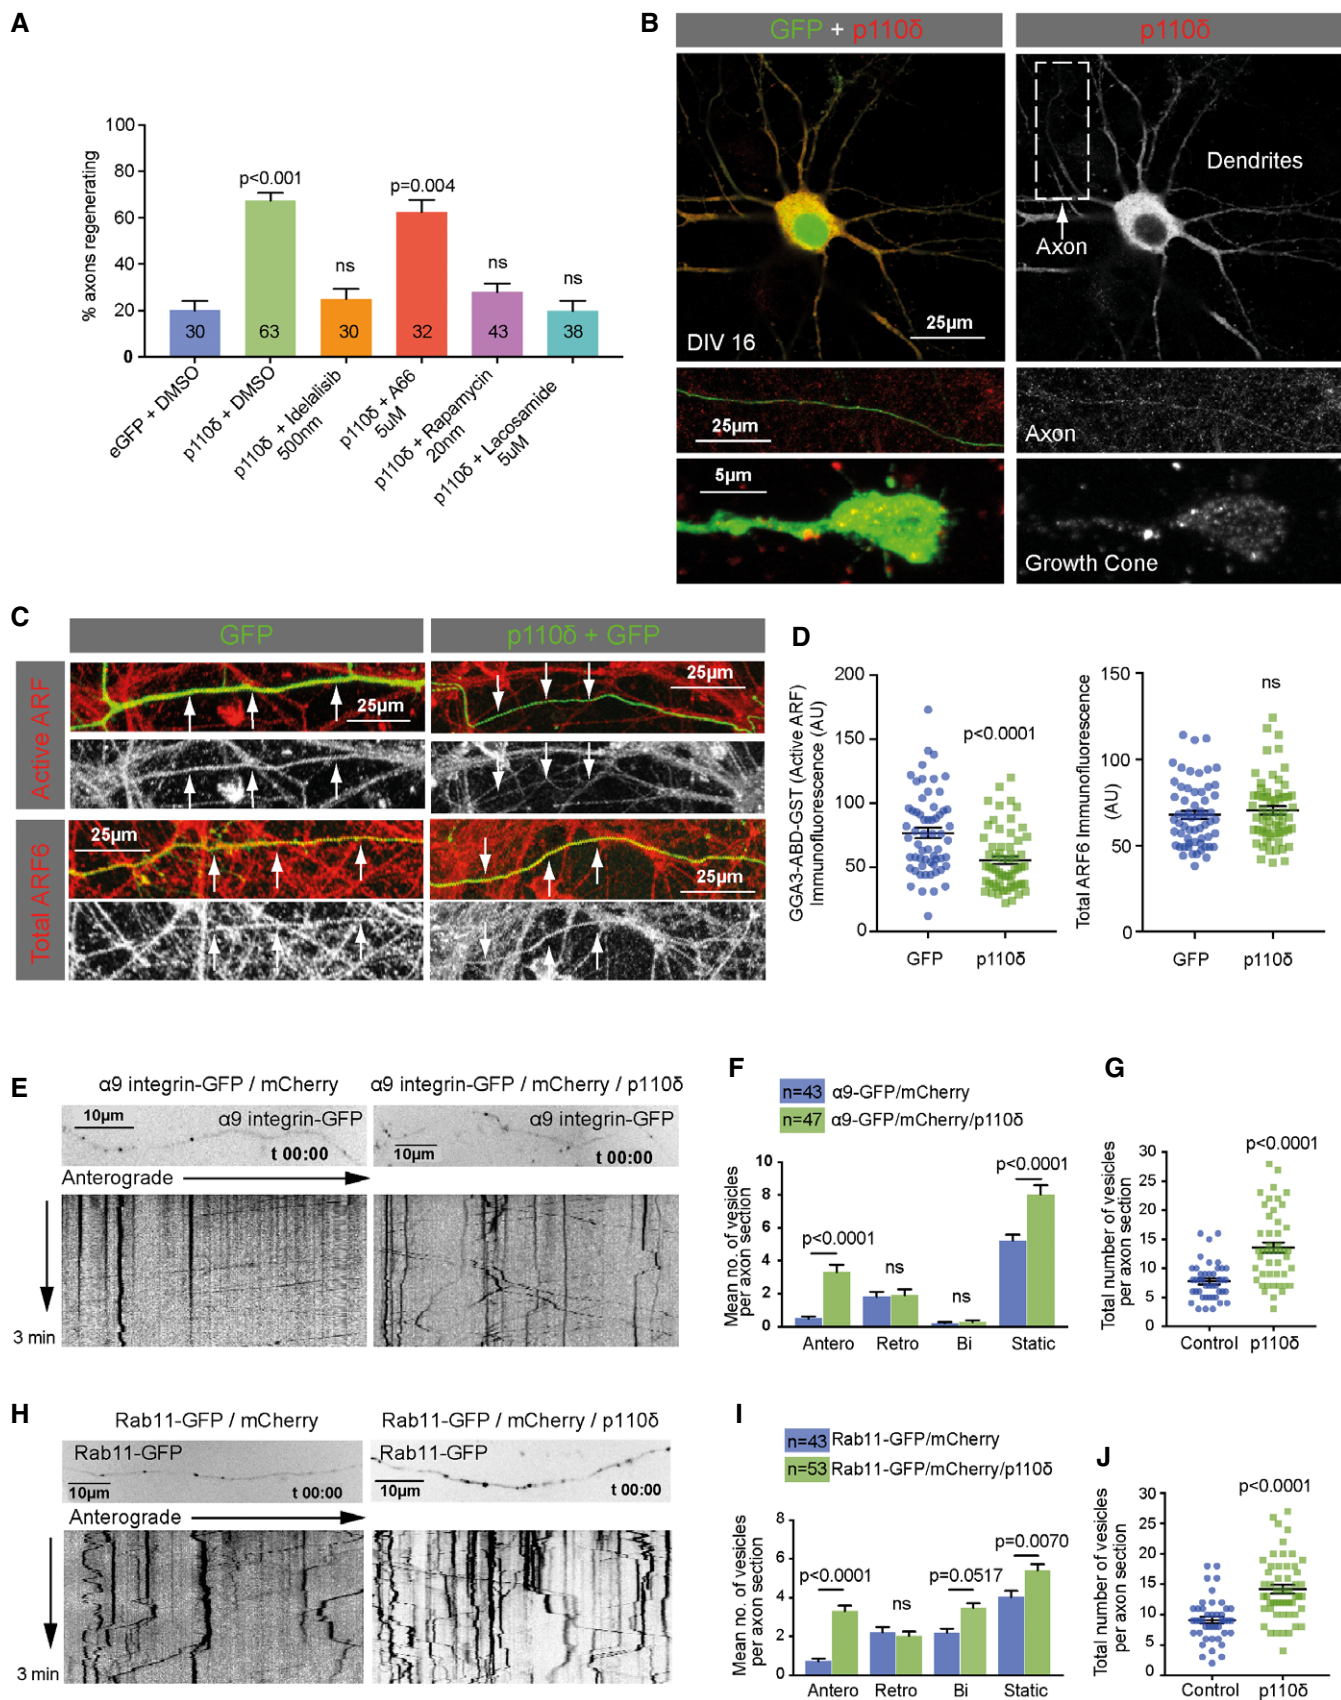 A
100
80
60
40
20
0
% axons regenerating
p<0.001
ns
p=0.004
ns
ns
30
63
30
32
43
38
eGFP + DMSO
p110δ + DMSO
p110δ + Idelalisib
500nm
p110δ + A66
5uM
p110δ + Rapamycin
20nm
p110δ + Lacosamide
5uM
B
GFP + p110δ
p110δ
Dendrites
Axon
25µm
DIV 16
25µm
Axon
5µm
Growth Cone
C
GFP
p110δ + GFP
Active ARF
25µm
25µm
Total ARF6
25µm
25µm
D
GGA3-ABD-GST (Active ARF)
Immunofluorescence (AU)
200
150
100
50
0
p<0.0001
GFP
p110δ
Total ARF6 Immunofluorescence
(AU)
150
100
50
0
ns
GFP
p110δ
E
α9 integrin-GFP / mCherry
α9 integrin-GFP / mCherry / p110δ
10µm
α9 integrin-GFP
t 00:00
α9 integrin-GFP
10µm
t 00:00
Anterograde
3 min
F
n=43 α9-GFP/mCherry
n=47 α9-GFP/mCherry/p110δ
Mean no. of vesicles
per axon section
10
8
6
4
2
0
p<0.0001
ns
ns
p<0.0001
Antero
Retro
Bi
Static
G
Total number of vesicles
per axon section
30
25
20
15
10
5
0
p<0.0001
Control
p110δ
H
Rab11-GFP / mCherry
Rab11-GFP / mCherry / p110δ
Rab11-GFP
10µm
t 00:00
Rab11-GFP
10µm
t 00:00
Anterograde
3 min
I
n=43 Rab11-GFP/mCherry
n=53 Rab11-GFP/mCherry/p110δ
Mean no. of vesicles
per axon section
8
6
4
2
0
p<0.0001
ns
p=0.0517
p=0.0070
Antero
Retro
Bi
Static
J
Total number of vesicles
per axon section
30
25
20
15
10
5
0
p<0.0001
Control
p110δ